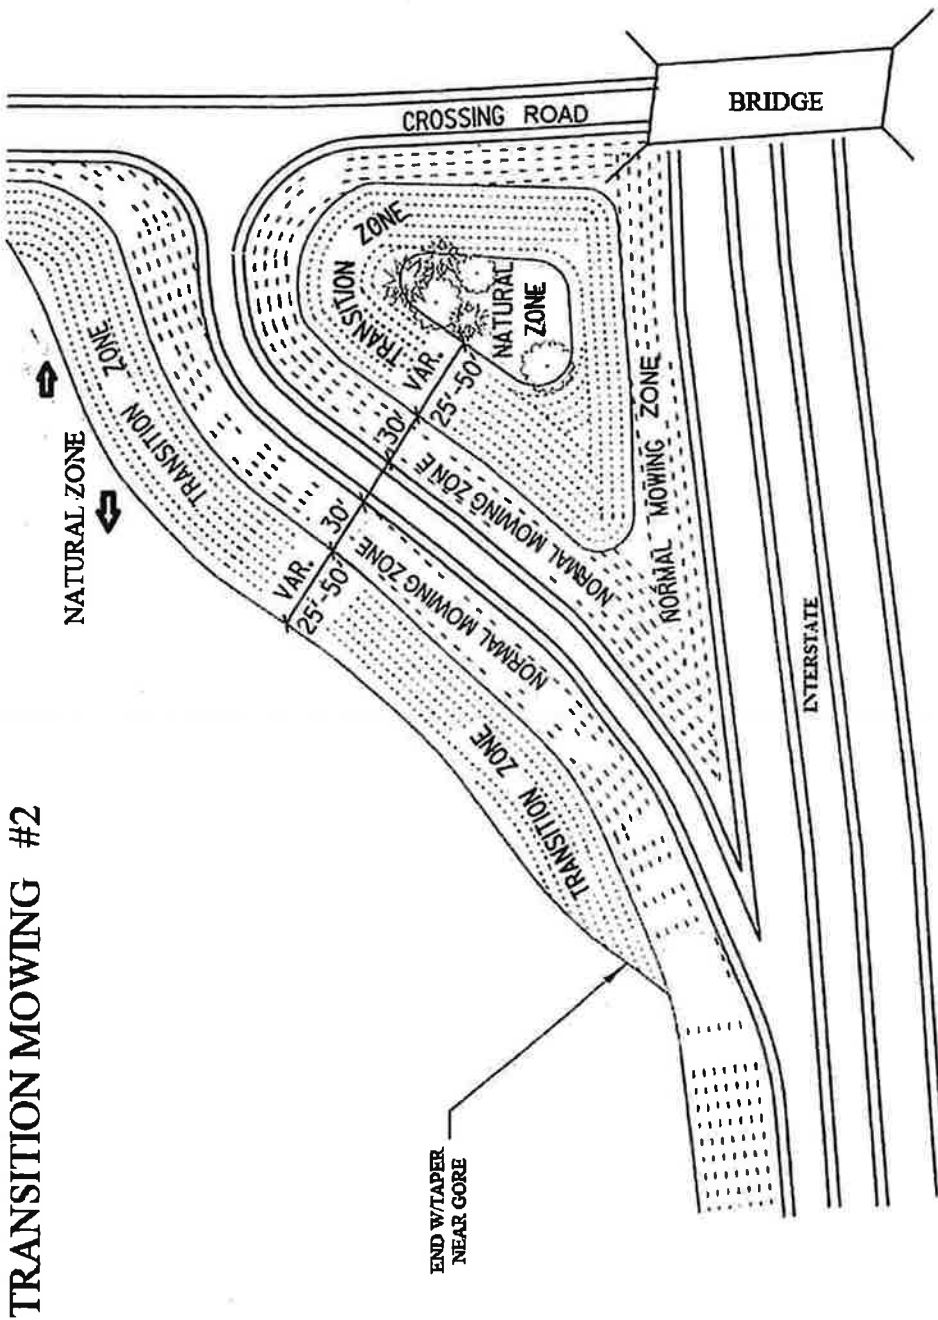 TRANSITION MOWING #2
NATURAL ZONE
TRANSITION ZONE
CROSSING ROAD
BRIDGE
TRANSITION ZONE
NATURAL
ZONE
VAR.
25'-50'
30'
30'
VAR.
25'-50'
NORMAL MOWING ZONE
NORMAL MOWING ZONE
NORMAL MOWING ZONE
TRANSITION ZONE
INTERSTATE
END W/TAPER
NEAR GORE